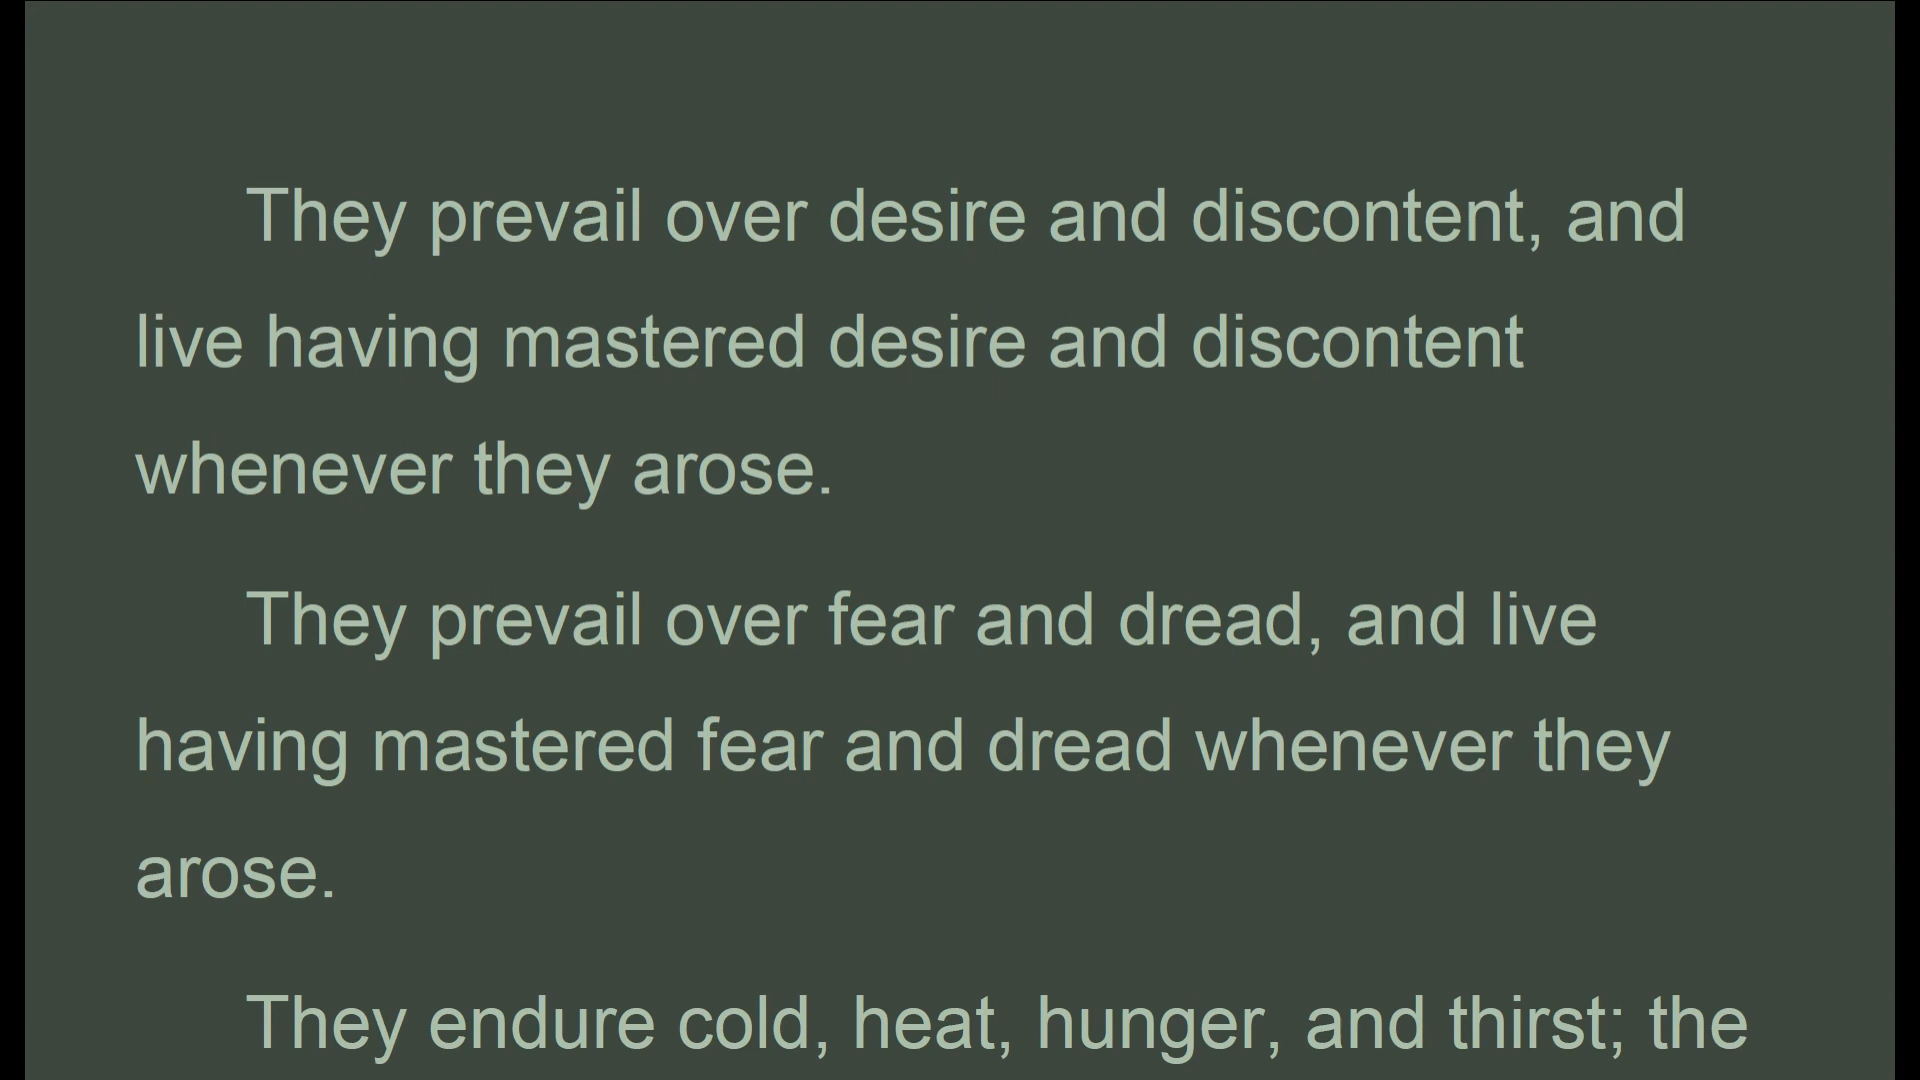 They prevail over desire and discontent, and
live having mastered desire and discontent
whenever they arose.
They prevail over fear and dread, and live
having mastered fear and dread whenever they
arose.
They endure cold, heat, hunger, and thirst; the